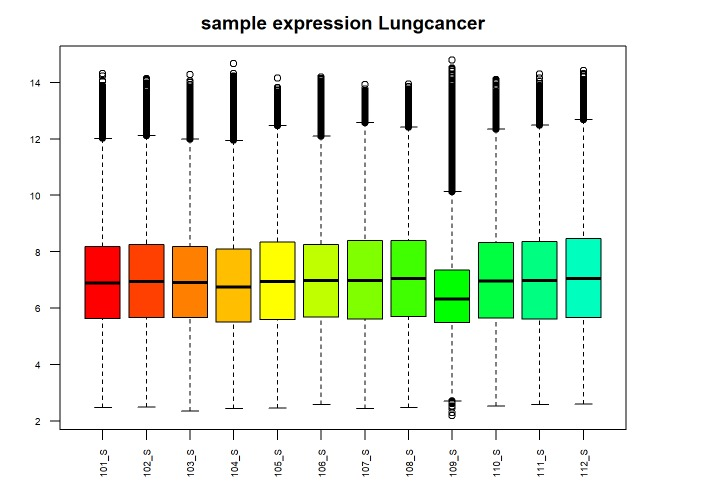 sample expression Lungcancer
14
12
10
8
6
4
2
101_S
102_S
103_S
104_S
105_S
106_S
107_S
108_S
109_S
110_S
111_S
112_S